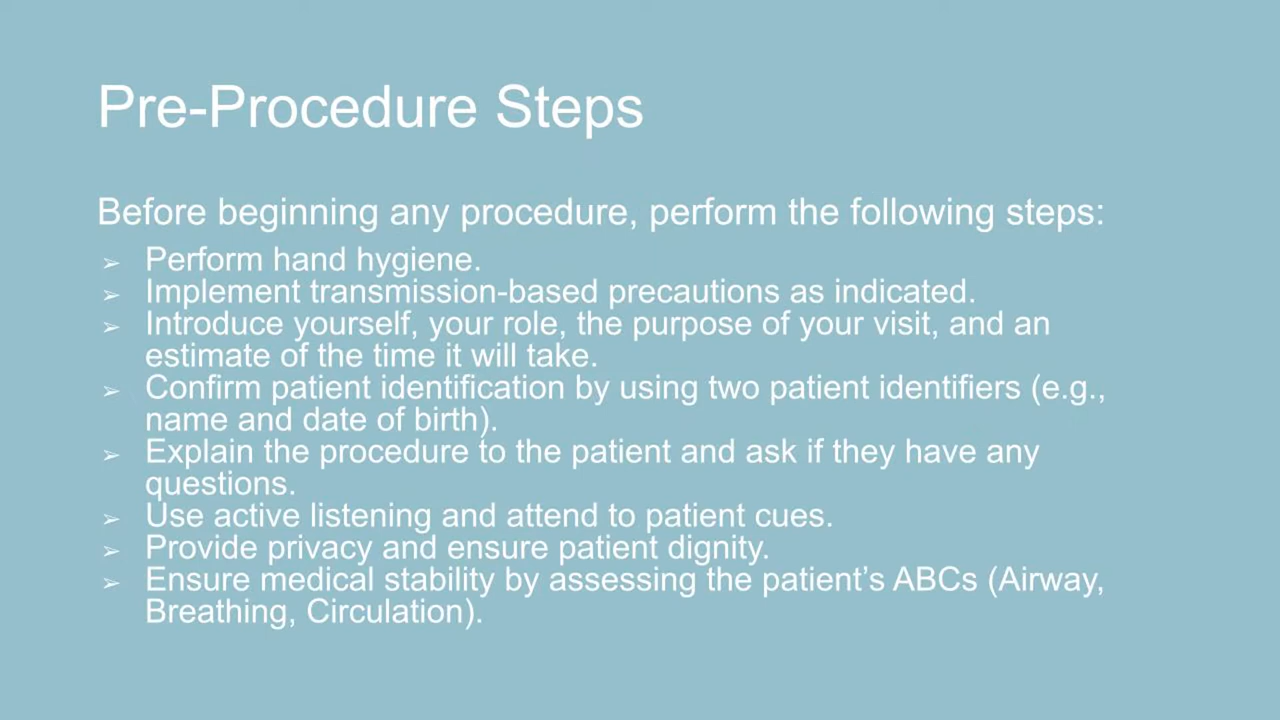 Pre-Procedure Steps
Before beginning any procedure, perform the following steps:
➢ Perform hand hygiene.
➢ Implement transmission-based precautions as indicated.
➢ Introduce yourself, your role, the purpose of your visit, and an
estimate of the time it will take.
➢ Confirm patient identification by using two patient identifiers (e.g.,
name and date of birth).
➢ Explain the procedure to the patient and ask if they have any
questions.
➢ Use active listening and attend to patient cues.
➢ Provide privacy and ensure patient dignity.
➢ Ensure medical stability by assessing the patient’s ABCs (Airway,
Breathing, Circulation).